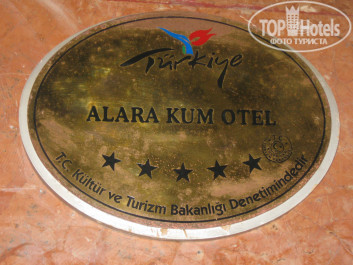 TOP Hotels
ФОТО ТУРИСТА
Türkiye
ALARA KUM OTEL
T.C. Kültür ve Turizm Bakanlığı Denetimindedir